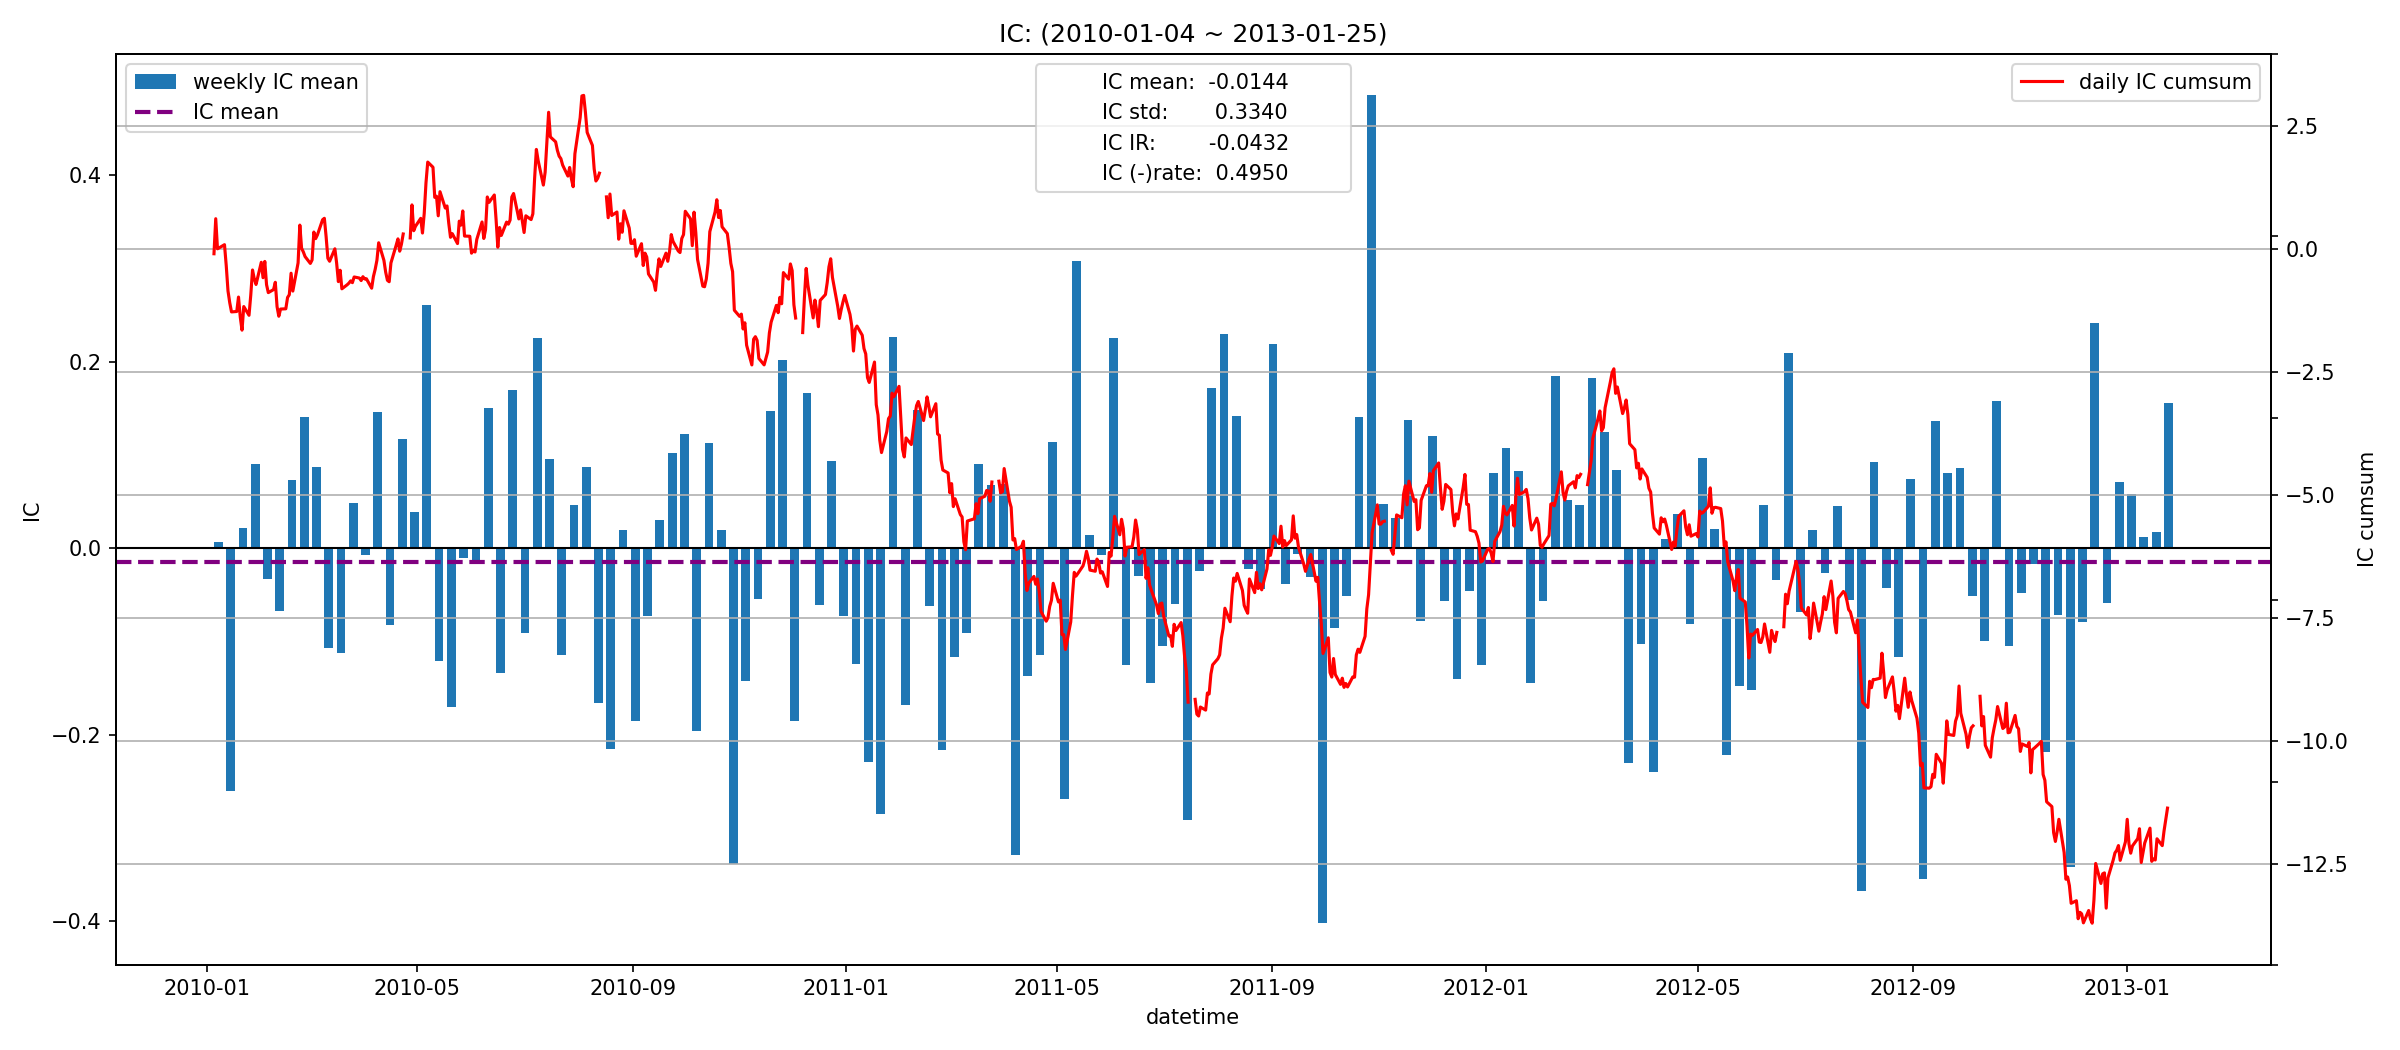 IC: (2010-01-04 ~ 2013-01-25)
weekly IC mean
IC mean
IC mean: -0.0144
IC std: 0.3340
IC IR: -0.0432
IC (-)rate: 0.4950
daily IC cumsum
0.4
0.2
0.0
−0.2
−0.4
IC
2.5
0.0
−2.5
−5.0
−7.5
−10.0
−12.5
IC cumsum
2010-01
2010-05
2010-09
2011-01
2011-05
2011-09
2012-01
2012-05
2012-09
2013-01
datetime